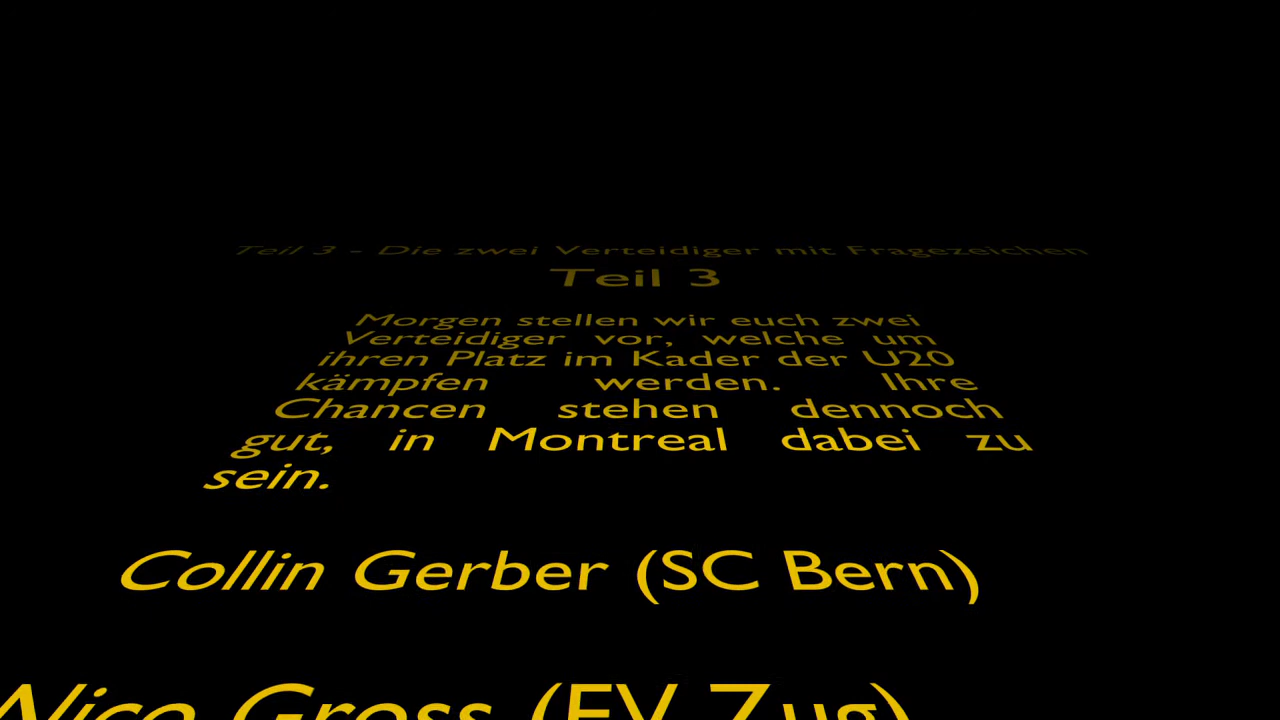 Teil 3 - Die zwei Verteidiger mit Fragezeichen
Teil 3
Morgen stellen wir euch zwei
Verteidiger vor, welche um
ihren Platz im Kader der U20
kämpfen werden. Ihre
Chancen stehen dennoch
gut, in Montreal dabei zu
sein.
Collin Gerber (SC Bern)
Nico Gross (EV Zug)